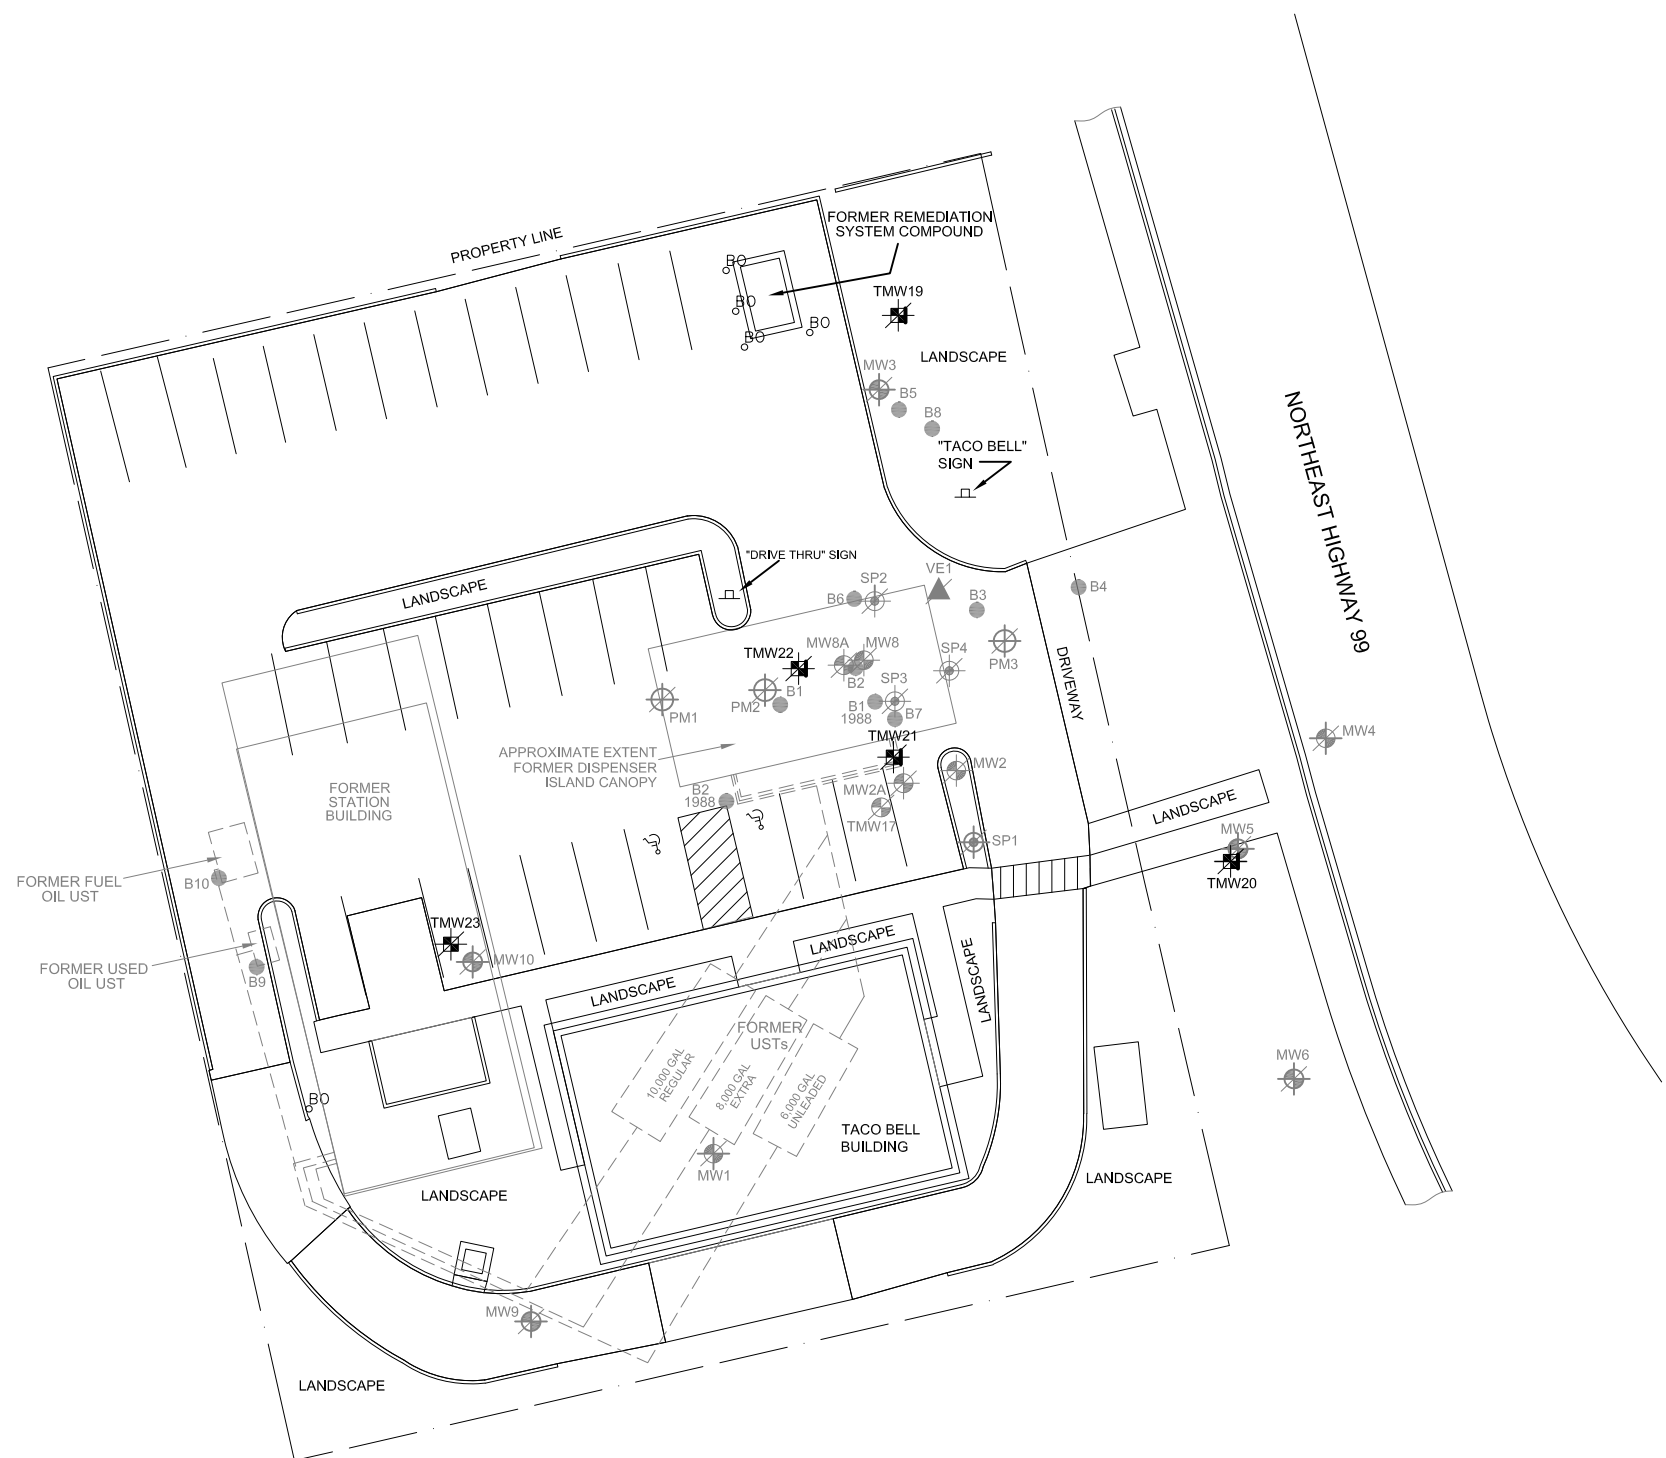 PROPERTY LINE
FORMER REMEDIATION
SYSTEM COMPOUND
BO
BO
BO
BO
TMW19
LANDSCAPE
MW3
B5
B8
"TACO BELL"
SIGN
NORTHEAST HIGHWAY 99
"DRIVE THRU" SIGN
LANDSCAPE
SP2
VE1
B6
B3
B4
TMW22
MW8A
MW8
SP4
PM3
B2
SP3
PM1
PM2
B1
B1
1988
B7
DRIVEWAY
MW4
TMW21
APPROXIMATE EXTENT
FORMER DISPENSER
ISLAND CANOPY
MW2
MW2A
B2
1988
TMW17
SP1
FORMER
STATION
BUILDING
LANDSCAPE
MW5
TMW20
FORMER FUEL
OIL UST
B10
TMW23
MW10
FORMER USED
OIL UST
B9
LANDSCAPE
LANDSCAPE
LANDSCAPE
FORMER
USTs
10,000 GAL
REGULAR
8,000 GAL
EXTRA
6,000 GAL
UNLEADED
MW6
BO
TACO BELL
BUILDING
MW1
LANDSCAPE
LANDSCAPE
MW9
LANDSCAPE